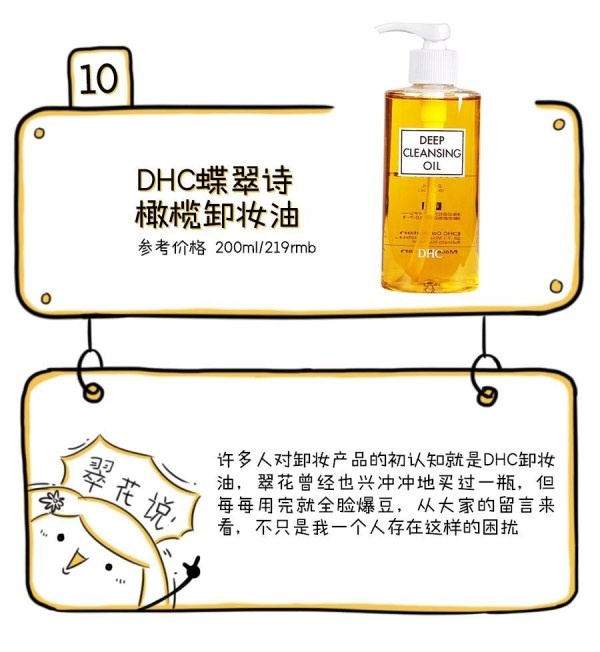 10
DEEP
CLEANSING
OIL
DHC
DHC蝶翠诗
橄榄卸妆油
参考价格 200ml/219rmb
翠花说
许多人对卸妆产品的初认知就是DHC卸妆
油，翠花曾经也兴冲冲地买过一瓶，但
每每用完就全脸爆豆，从大家的留言来
看，不只是我一个人存在这样的困扰